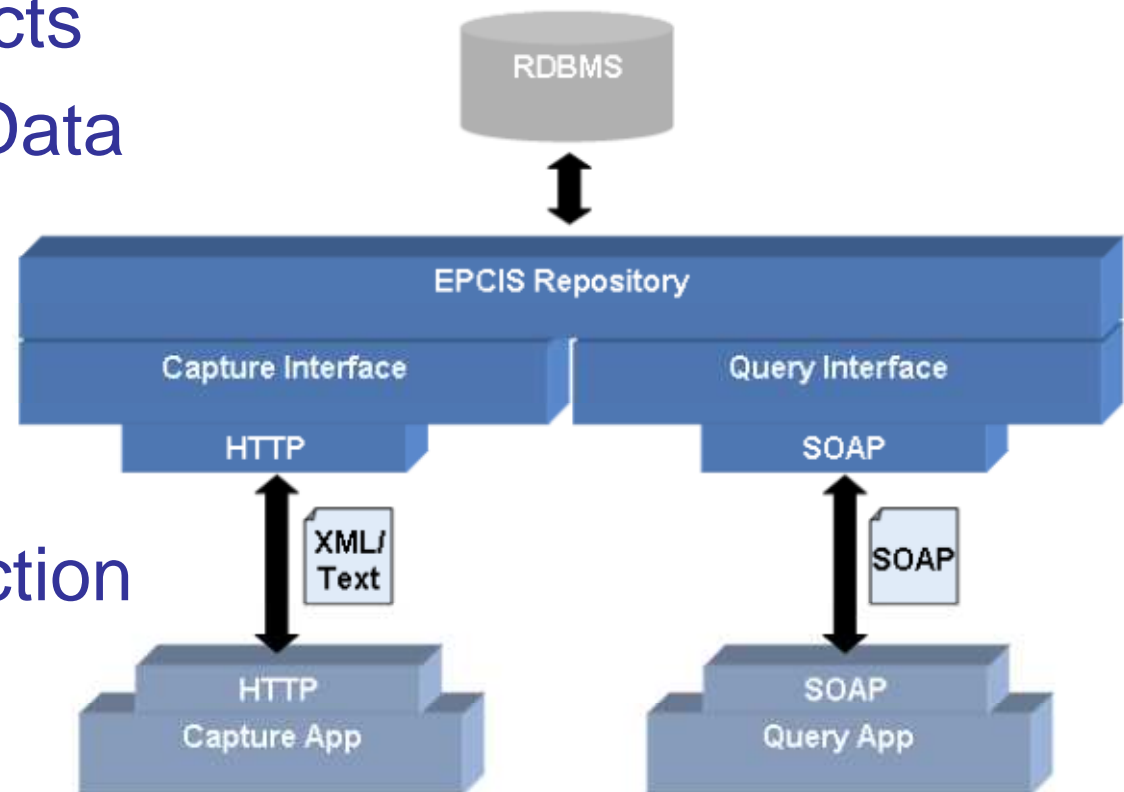 cts
RDBMS
Data
EPCIS Repository
Capture Interface
Query Interface
HTTP
SOAP
XML/
Text
SOAP
ction
HTTP
SOAP
Capture App
Query App